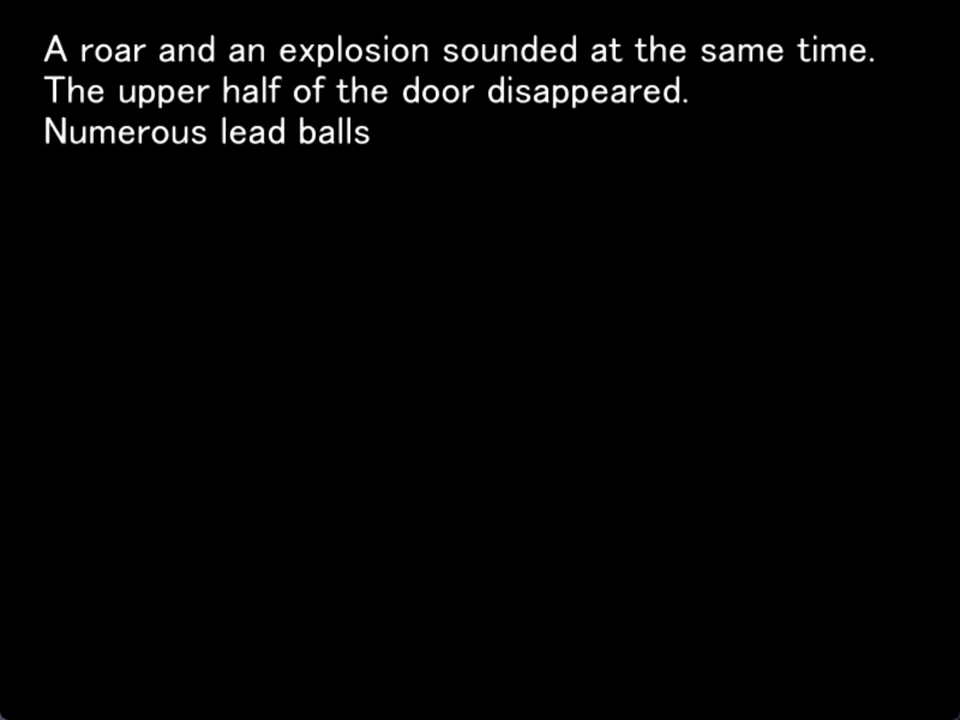 A roar and an explosion sounded at the same time.
The upper half of the door disappeared.
Numerous lead balls